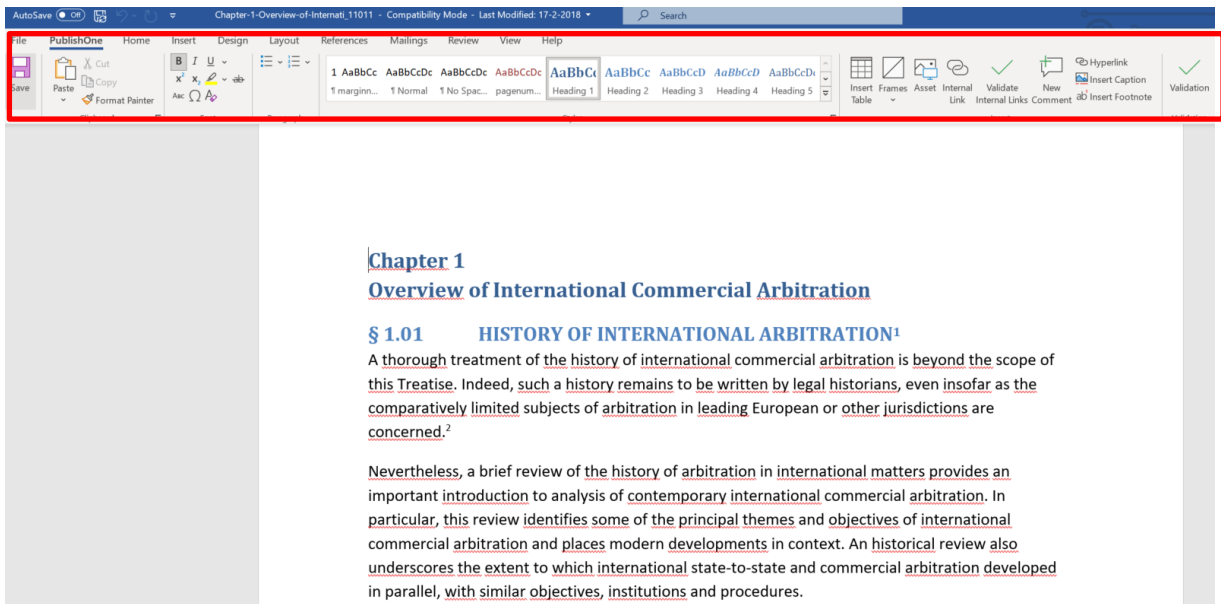 AutoSave Off Chapter-1-Overview-of-Internati_11011 - Compatibility Mode - Last Modified: 17-2-2018 Search
File PublishOne Home Insert Design Layout References Mailings Review View Help
Save
Paste
Cut
Copy
Format Painter
B I U
x² x₂ ab
Aac Ω A
1 AaBbCc AaBbCcDc AaBbCcDc AaBbCcDc AaBbCc AaBbCc AaBbCcD AaBbCcD AaBbCcDc
¶ marginn... ¶ Normal ¶ No Spac... pagenum... Heading 1 Heading 2 Heading 3 Heading 4 Heading 5
Insert Table
Frames
Asset
Internal Link
Validate Internal Links
New Comment
Hyperlink
Insert Caption
ab Insert Footnote
Validation
Chapter 1
Overview of International Commercial Arbitration
§ 1.01 HISTORY OF INTERNATIONAL ARBITRATION¹
A thorough treatment of the history of international commercial arbitration is beyond the scope of
this Treatise. Indeed, such a history remains to be written by legal historians, even insofar as the
comparatively limited subjects of arbitration in leading European or other jurisdictions are
concerned.²
Nevertheless, a brief review of the history of arbitration in international matters provides an
important introduction to analysis of contemporary international commercial arbitration. In
particular, this review identifies some of the principal themes and objectives of international
commercial arbitration and places modern developments in context. An historical review also
underscores the extent to which international state-to-state and commercial arbitration developed
in parallel, with similar objectives, institutions and procedures.